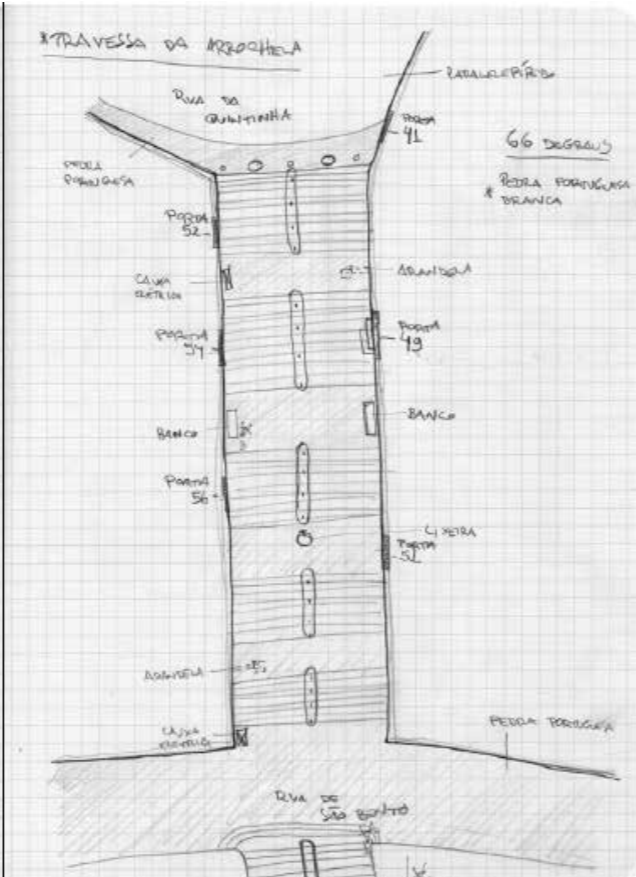 *TRAVESSA DA ARROCHELA
PARALELEPÍPEDO
RUA DA
QUINTINHA
PORTA
41
66 DEGRAUS
PEDRA
PORTUGUESA
* PEDRA PORTUGUESA
BRANCA
PORTA
52
ARANDELA
CAIXA
ELÉTRICA
PORTA
49
PORTA
54
BANCO
BANCO
PORTA
56
LIXEIRA
PORTA
ARANDELA
CAIXA
ELÉTRICA
PEDRA PORTUGUESA
RUA DE
SÃO BENTO